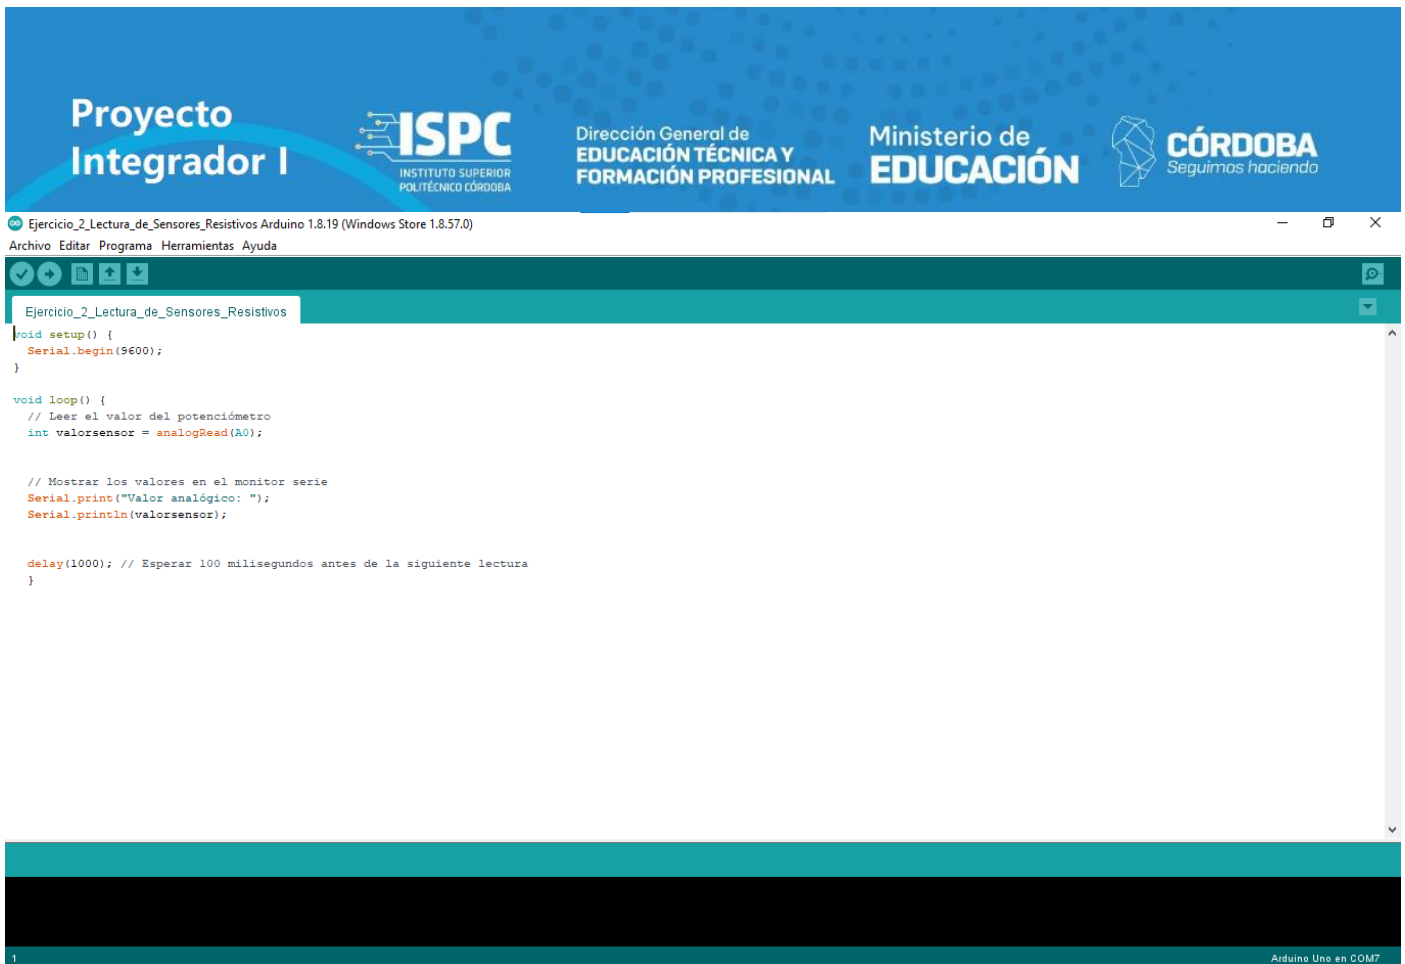 Proyecto
Integrador I
ISPC
INSTITUTO SUPERIOR
POLITÉCNICO CÓRDOBA
Dirección General de
EDUCACIÓN TÉCNICA Y
FORMACIÓN PROFESIONAL
Ministerio de
EDUCACIÓN
CÓRDOBA
Seguimos haciendo
Ejercicio_2_Lectura_de_Sensores_Resistivos Arduino 1.8.19 (Windows Store 1.8.57.0)
Archivo Editar Programa Herramientas Ayuda
Ejercicio_2_Lectura_de_Sensores_Resistivos
void setup() {
  Serial.begin(9600);
}
void loop() {
  // Leer el valor del potenciómetro
  int valorsensor = analogRead(A0);
  // Mostrar los valores en el monitor serie
  Serial.print("Valor analógico: ");
  Serial.println(valorsensor);
  delay(1000); // Esperar 100 milisegundos antes de la siguiente lectura
  }
1
Arduino Uno en COM7